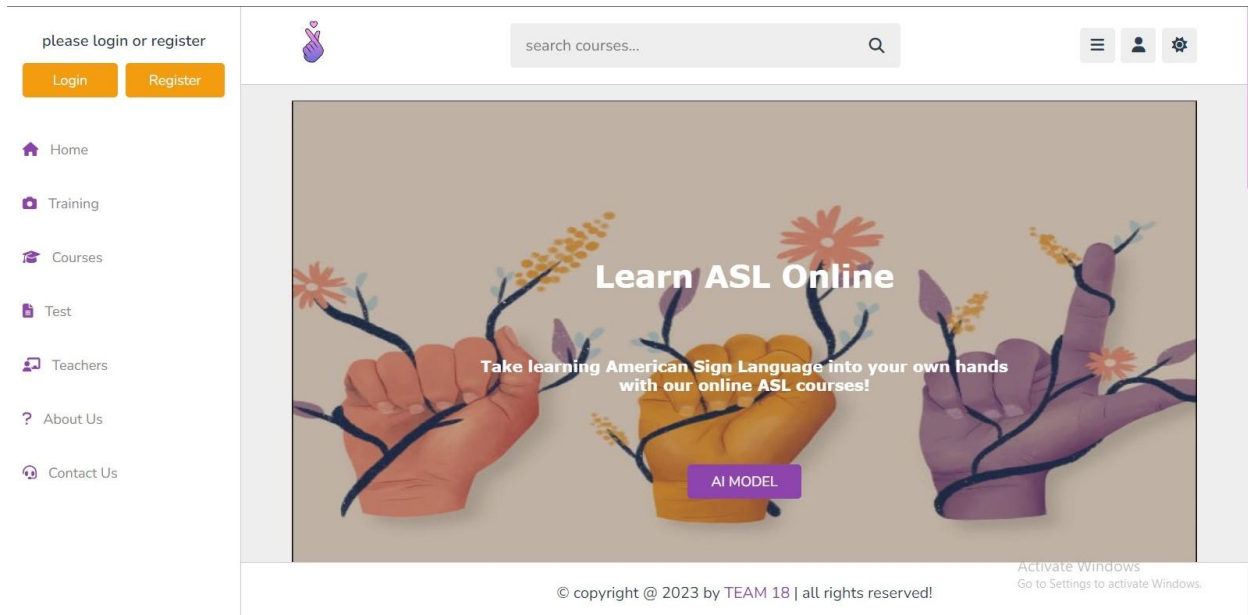 please login or register
Login
Register
Home
Training
Courses
Test
Teachers
? About Us
Contact Us
search courses...
Learn ASL Online
Take learning American Sign Language into your own hands
with our online ASL courses!
AI MODEL
Activate Windows
Go to Settings to activate Windows.
© copyright @ 2023 by TEAM 18 | all rights reserved!